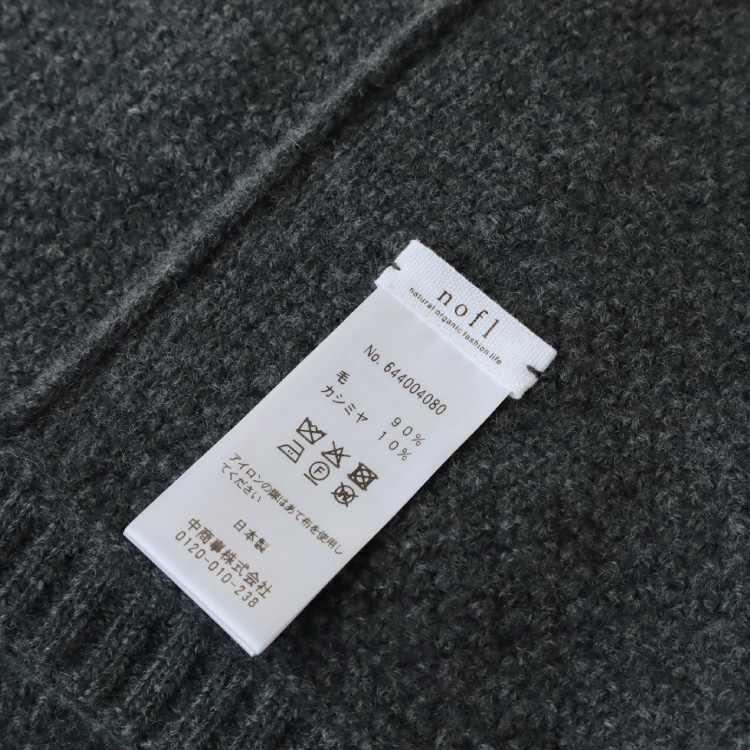 nofl
natural organic fashion life
No. 644004080
毛 90%
カシミヤ 10%
F
アイロンの際はあて布を使用し
てください
日本製
中商事株式会社
0120-010-238